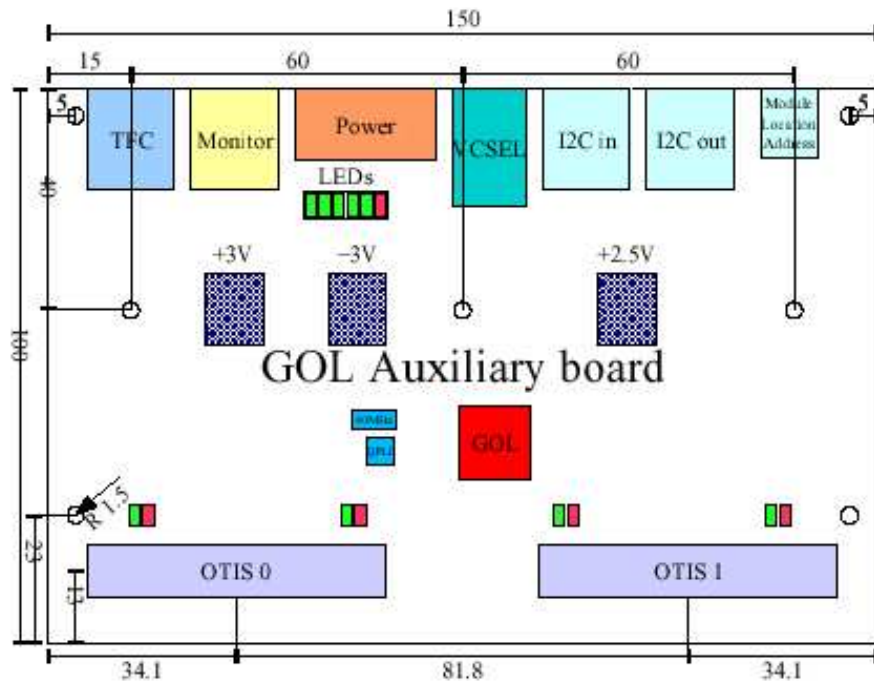 150
15
60
60
5
5
TFC
Monitor
Power
VCSEL
I2C in
I2C out
Module
Location
Address
LEDs
40
+3V
−3V
+2.5V
100
GOL Auxiliary board
GOL
R 1.5
23
13
OTIS 0
OTIS 1
34.1
81.8
34.1